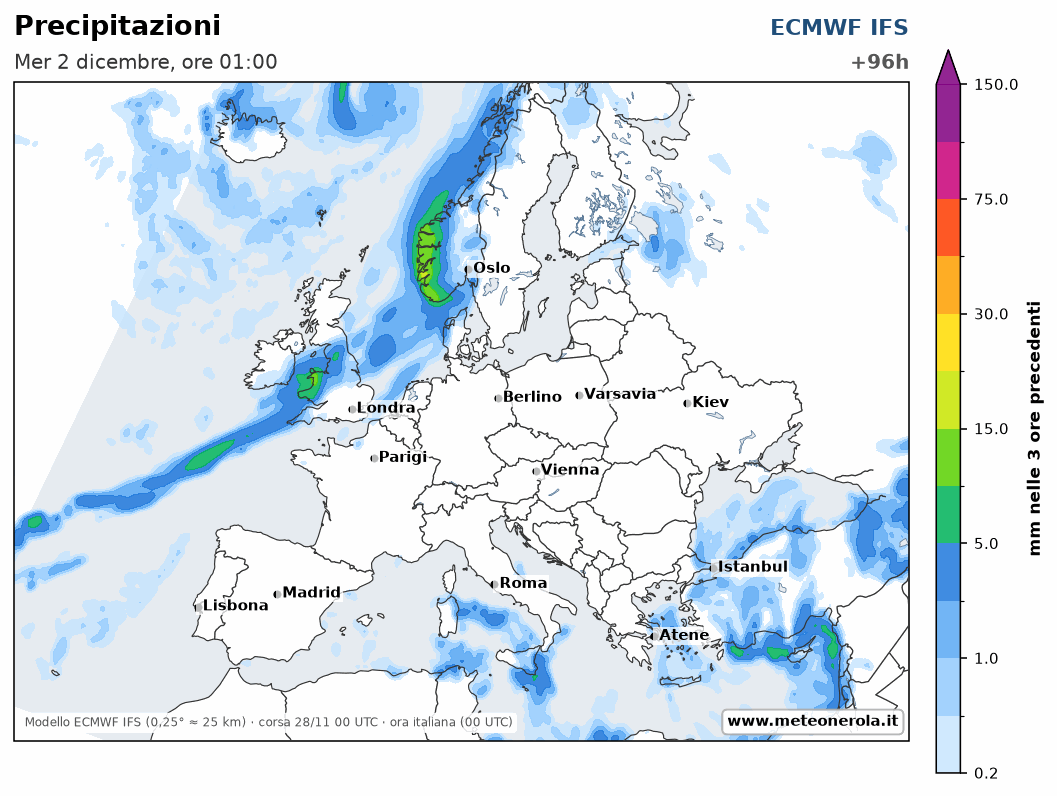 Precipitazioni
ECMWF IFS
Mer 2 dicembre, ore 01:00
+96h
150.0
75.0
30.0
15.0
5.0
1.0
0.2
mm nelle 3 ore precedenti
Oslo
Berlino
Varsavia
Kiev
Londra
Parigi
Vienna
Istanbul
Roma
Madrid
Lisbona
Atene
Modello ECMWF IFS (0,25° ≈ 25 km) · corsa 28/11 00 UTC · ora italiana (00 UTC)
www.meteonerola.it